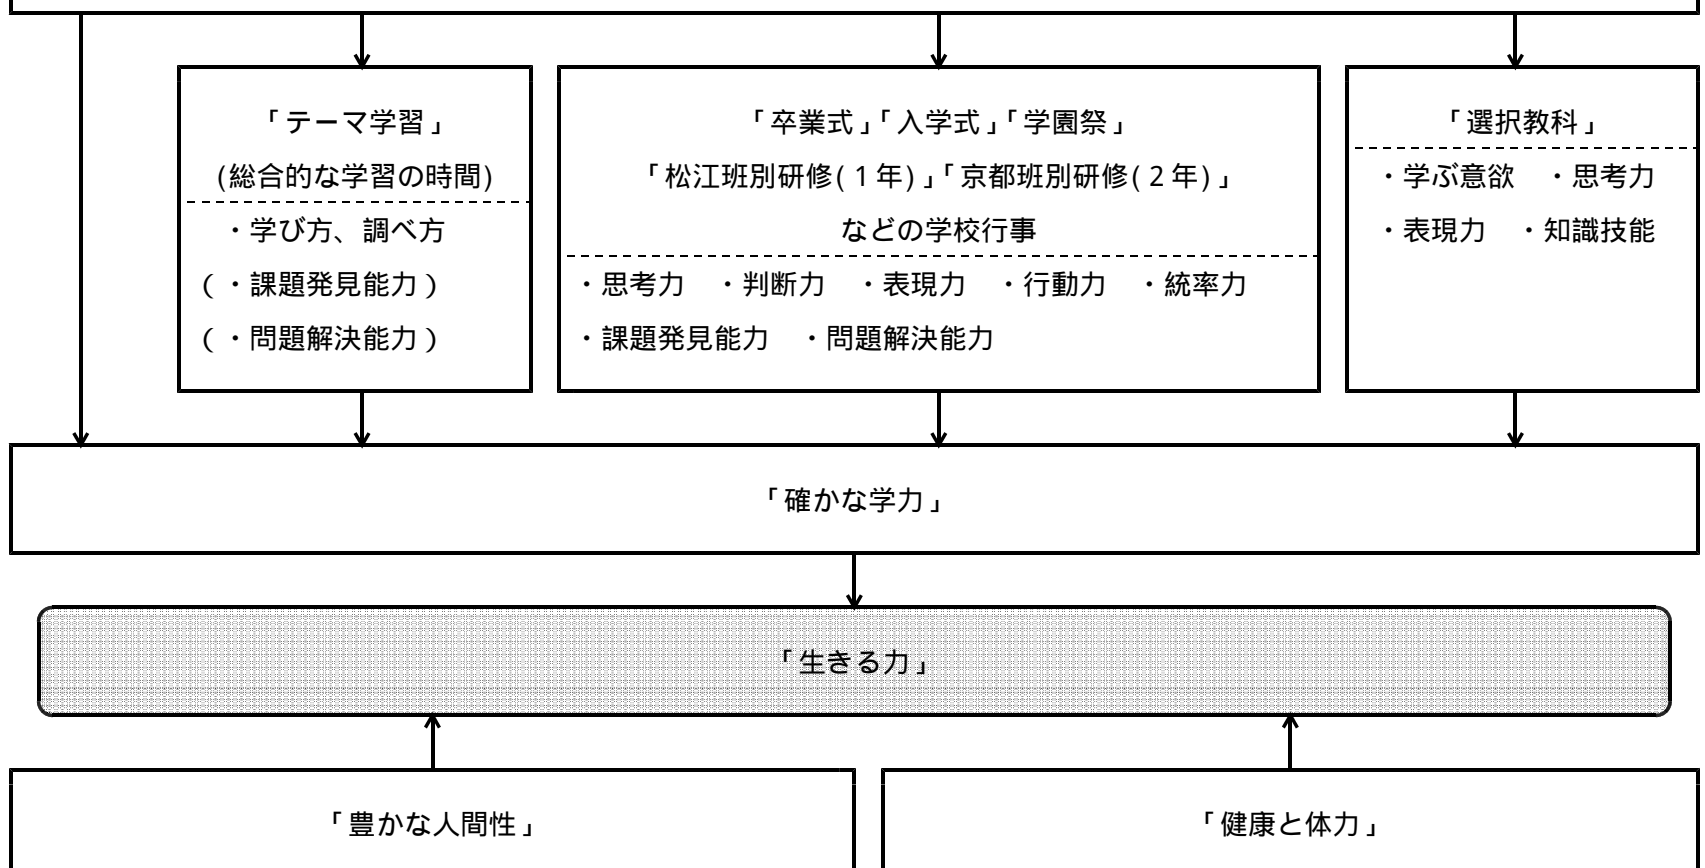 「テーマ学習」
(総合的な学習の時間)
・学び方、調べ方
(・課題発見能力)
(・問題解決能力)
「卒業式」「入学式」「学園祭」
「松江班別研修(1年)」「京都班別研修(2年)」
などの学校行事
・思考力　・判断力　・表現力　・行動力　・統率力
・課題発見能力　・問題解決能力
「選択教科」
・学ぶ意欲　・思考力
・表現力　・知識技能
「確かな学力」
「生きる力」
「豊かな人間性」
「健康と体力」